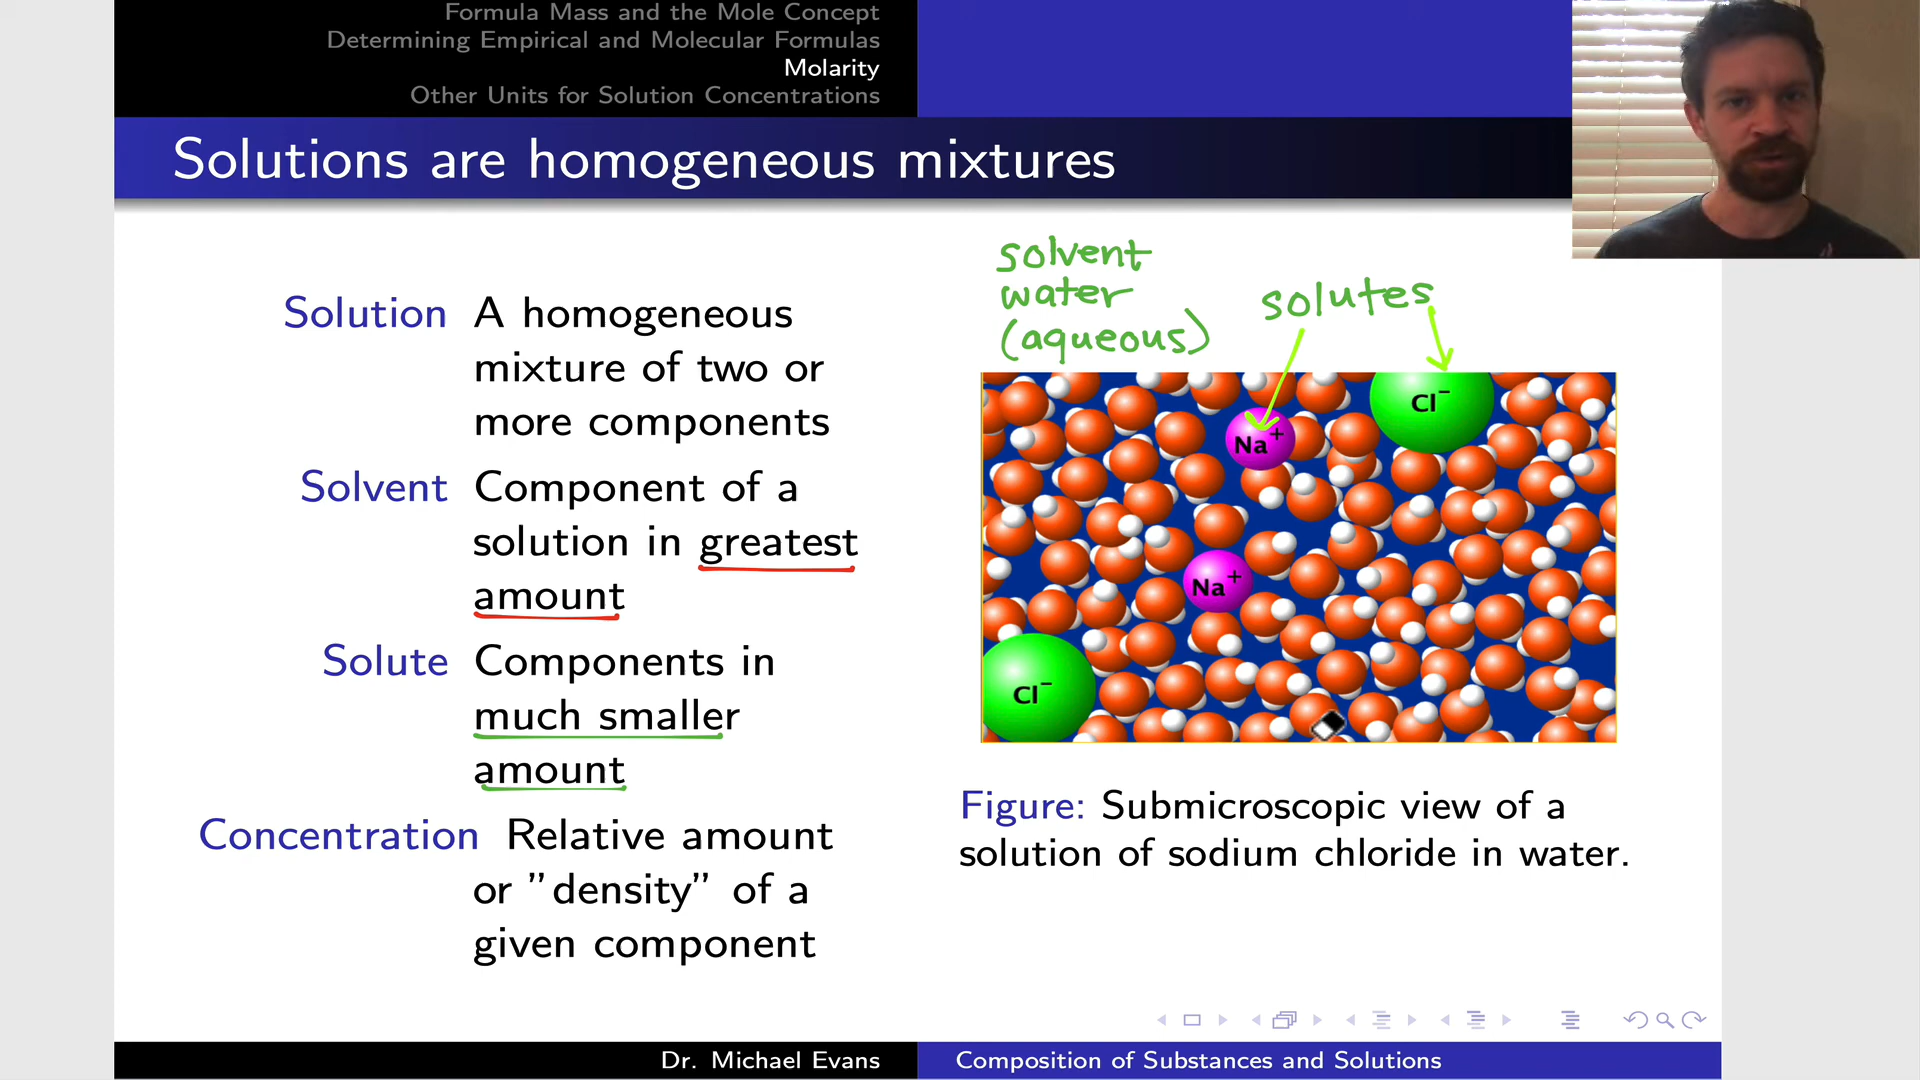 Formula Mass and the Mole Concept
Determining Empirical and Molecular Formulas
Molarity
Other Units for Solution Concentrations
Solutions are homogeneous mixtures
Solution A homogeneous
mixture of two or
more components
Solvent Component of a
solution in greatest
amount
Solute Components in
much smaller
amount
Concentration Relative amount
or "density" of a
given component
solvent
water
(aqueous)
solutes
Cl⁻
Na⁺
Na⁺
Cl⁻
Figure: Submicroscopic view of a
solution of sodium chloride in water.
Dr. Michael Evans
Composition of Substances and Solutions